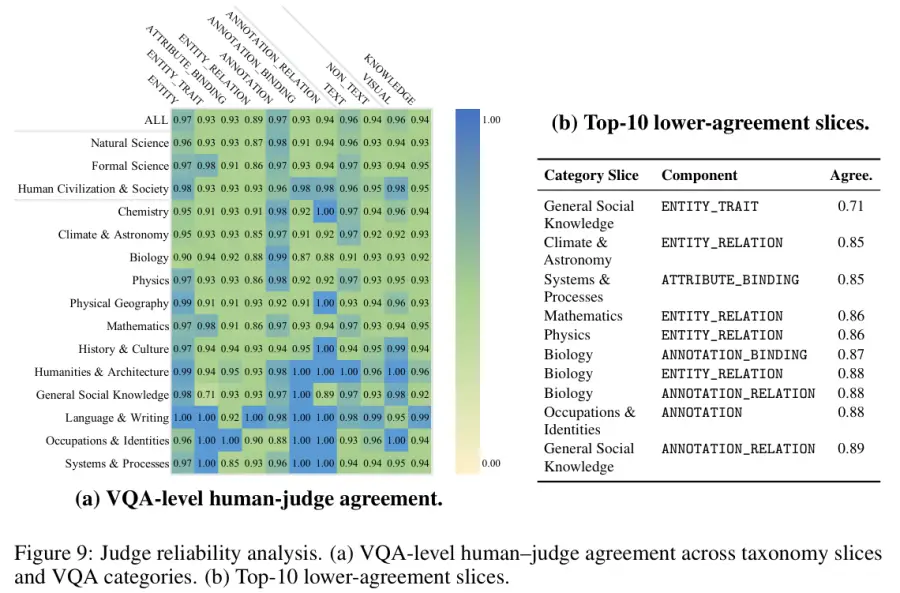 ENTITY
ENTITY_TRAIT
ATTRIBUTE_BINDING
ENTITY_RELATION
ANNOTATION
ANNOTATION_BINDING
ANNOTATION_RELATION
TEXT
NON_TEXT
VISUAL
KNOWLEDGE
ALL 0.97 0.93 0.93 0.89 0.97 0.93 0.94 0.96 0.94 0.96 0.94
Natural Science 0.96 0.93 0.93 0.87 0.98 0.91 0.94 0.96 0.93 0.94 0.93
Formal Science 0.97 0.98 0.91 0.86 0.97 0.93 0.94 0.97 0.93 0.94 0.95
Human Civilization & Society 0.98 0.93 0.93 0.93 0.96 0.98 0.98 0.96 0.95 0.98 0.95
Chemistry 0.95 0.91 0.93 0.91 0.98 0.92 1.00 0.97 0.94 0.96 0.94
Climate & Astronomy 0.95 0.93 0.93 0.85 0.97 0.91 0.92 0.97 0.92 0.92 0.93
Biology 0.90 0.94 0.92 0.88 0.99 0.87 0.88 0.91 0.93 0.93 0.92
Physics 0.97 0.93 0.93 0.86 0.98 0.92 0.92 0.97 0.93 0.95 0.93
Physical Geography 0.99 0.91 0.91 0.93 0.92 0.91 1.00 0.93 0.94 0.96 0.93
Mathematics 0.97 0.98 0.91 0.86 0.97 0.93 0.94 0.97 0.93 0.94 0.95
History & Culture 0.97 0.94 0.94 0.93 0.94 0.95 1.00 0.94 0.95 0.99 0.94
Humanities & Architecture 0.99 0.94 0.95 0.93 0.98 1.00 1.00 1.00 0.96 1.00 0.96
General Social Knowledge 0.98 0.71 0.93 0.93 0.97 1.00 0.89 0.97 0.93 0.98 0.92
Language & Writing 1.00 1.00 0.92 1.00 0.98 1.00 1.00 0.98 0.99 0.95 0.99
Occupations & Identities 0.96 1.00 1.00 0.90 0.88 1.00 1.00 0.93 0.96 1.00 0.94
Systems & Processes 0.97 1.00 0.85 0.93 0.96 1.00 1.00 0.94 0.94 0.95 0.94
1.00
0.00
(a) VQA-level human-judge agreement.
(b) Top-10 lower-agreement slices.
Category Slice Component Agree.
General Social ENTITY_TRAIT 0.71
Knowledge
Climate & ENTITY_RELATION 0.85
Astronomy
Systems & ATTRIBUTE_BINDING 0.85
Processes
Mathematics ENTITY_RELATION 0.86
Physics ENTITY_RELATION 0.86
Biology ANNOTATION_BINDING 0.87
Biology ENTITY_RELATION 0.88
Biology ANNOTATION_RELATION 0.88
Occupations & ANNOTATION 0.88
Identities
General Social ANNOTATION_RELATION 0.89
Knowledge
Figure 9: Judge reliability analysis. (a) VQA-level human–judge agreement across taxonomy slices
and VQA categories. (b) Top-10 lower-agreement slices.